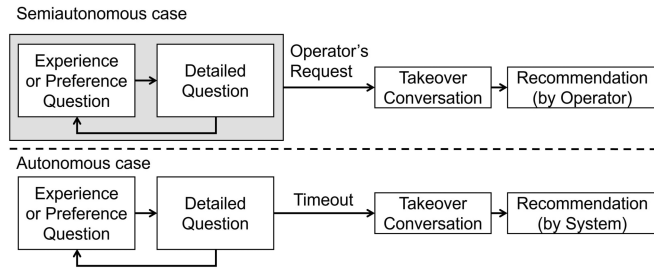 Semiautonomous case
Experience
or Preference
Question
Detailed
Question
Operator's
Request
Takeover
Conversation
Recommendation
(by Operator)
Autonomous case
Experience
or Preference
Question
Detailed
Question
Timeout
Takeover
Conversation
Recommendation
(by System)